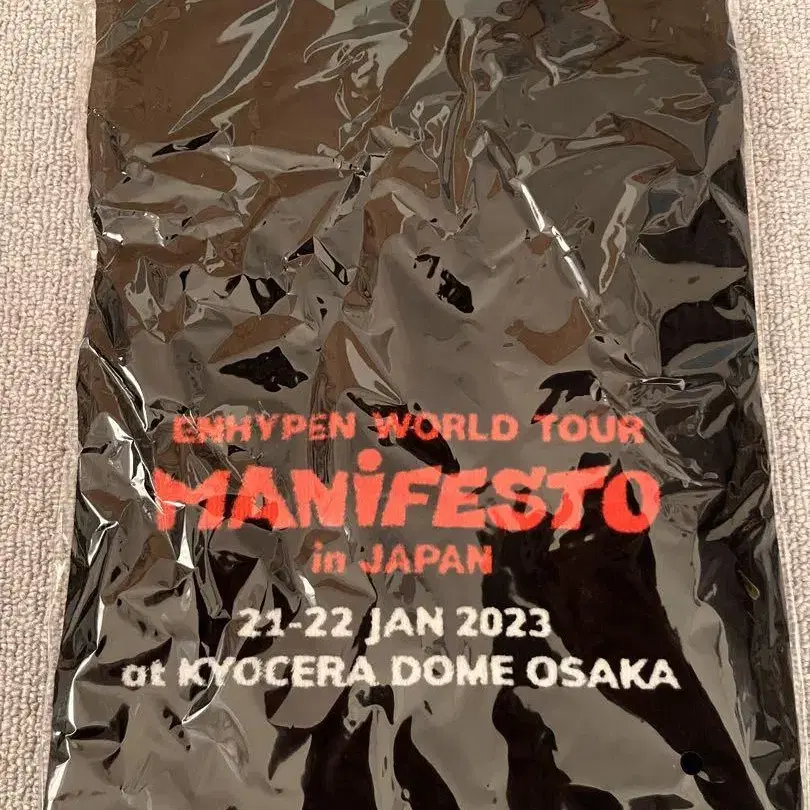 ENHYPEN WORLD TOUR
MANiFESTO
in JAPAN
21-22 JAN 2023
at KYOCERA DOME OSAKA